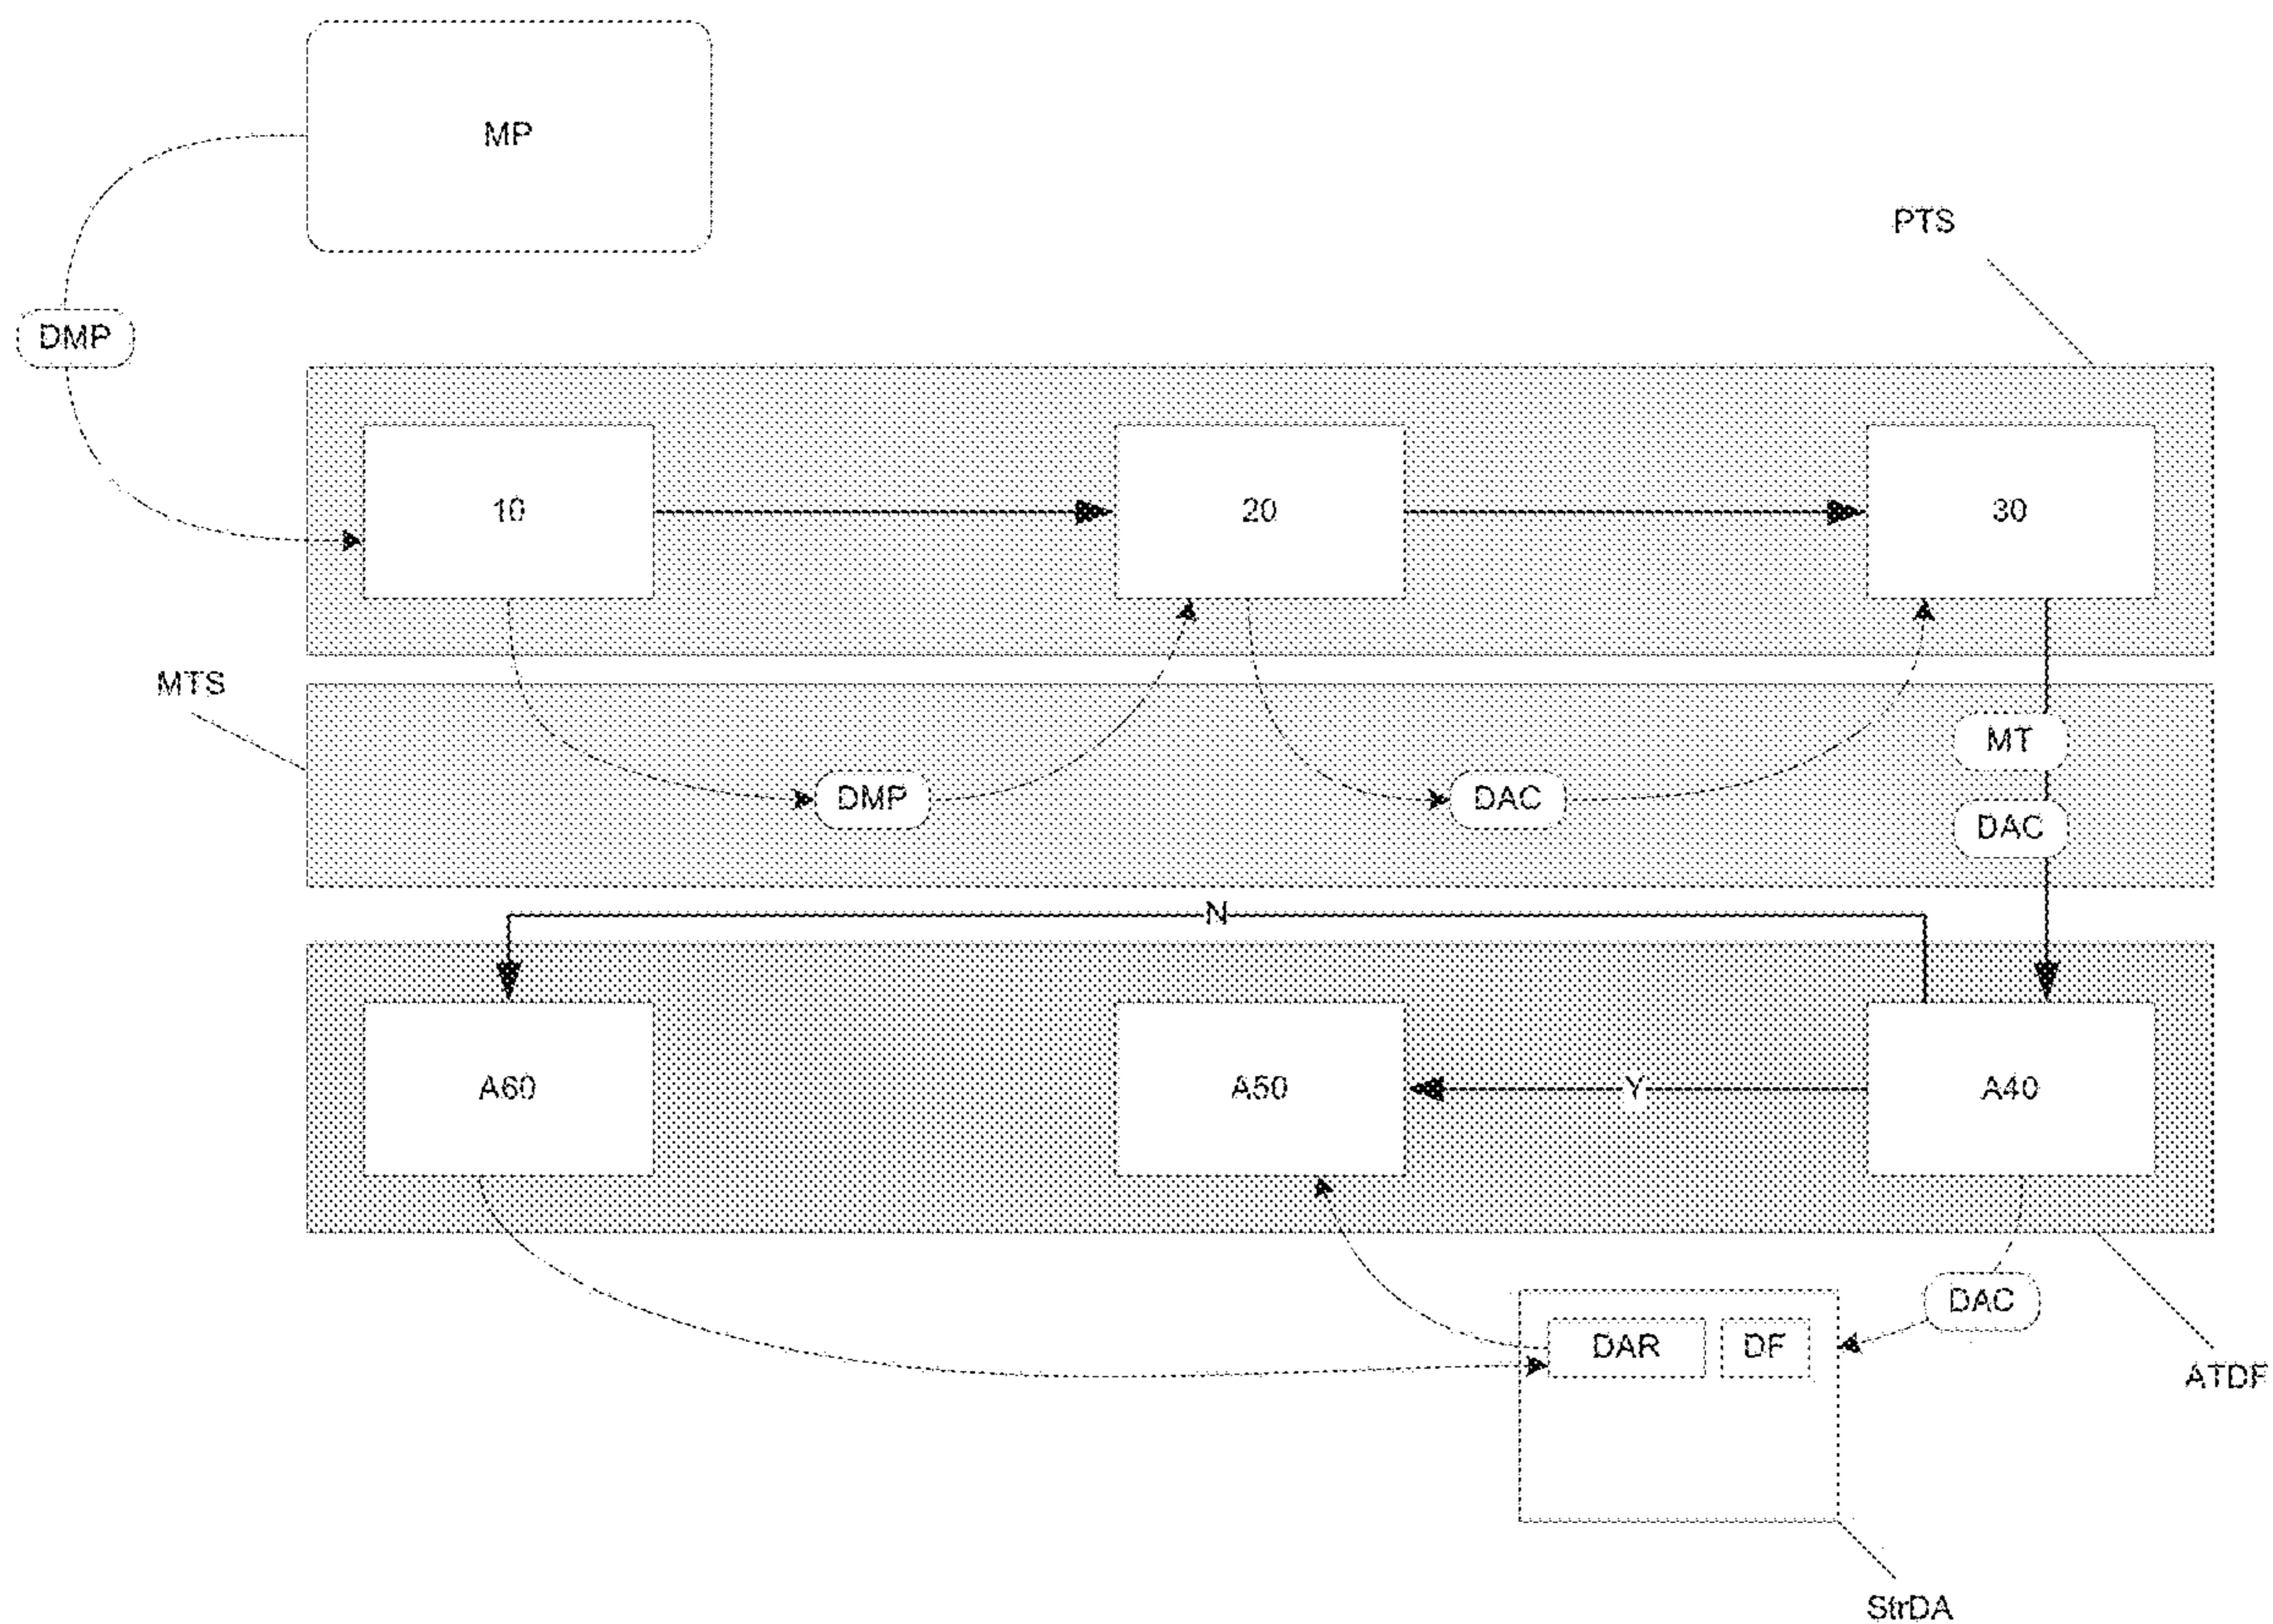 MP
PTS
DMP
10
20
30
MTS
MT
DMP
DAC
DAC
N
A60
A50
Y
A40
DAC
DAR
DF
ATDF
StrDA